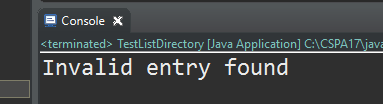 Console
<terminated> TestListDirectory [Java Application] C:\CSPA17\java
Invalid entry found